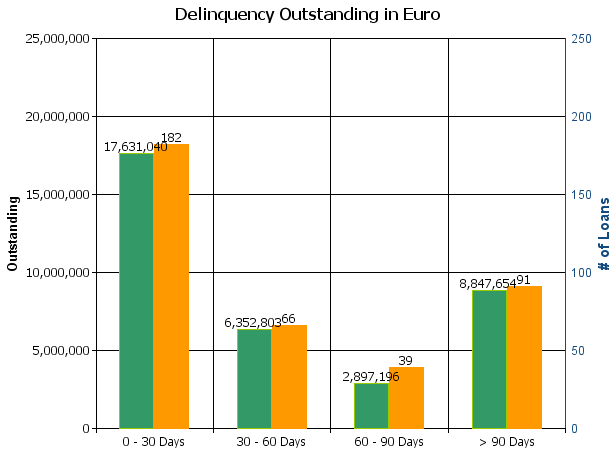 Delinquency Outstanding in Euro
25,000,000
250
20,000,000
200
182
17,631,040
15,000,000
150
Outstanding
# of Loans
10,000,000
100
8,847,654
91
6,352,803
66
5,000,000
50
39
2,897,196
0
0
0 - 30 Days
30 - 60 Days
60 - 90 Days
> 90 Days